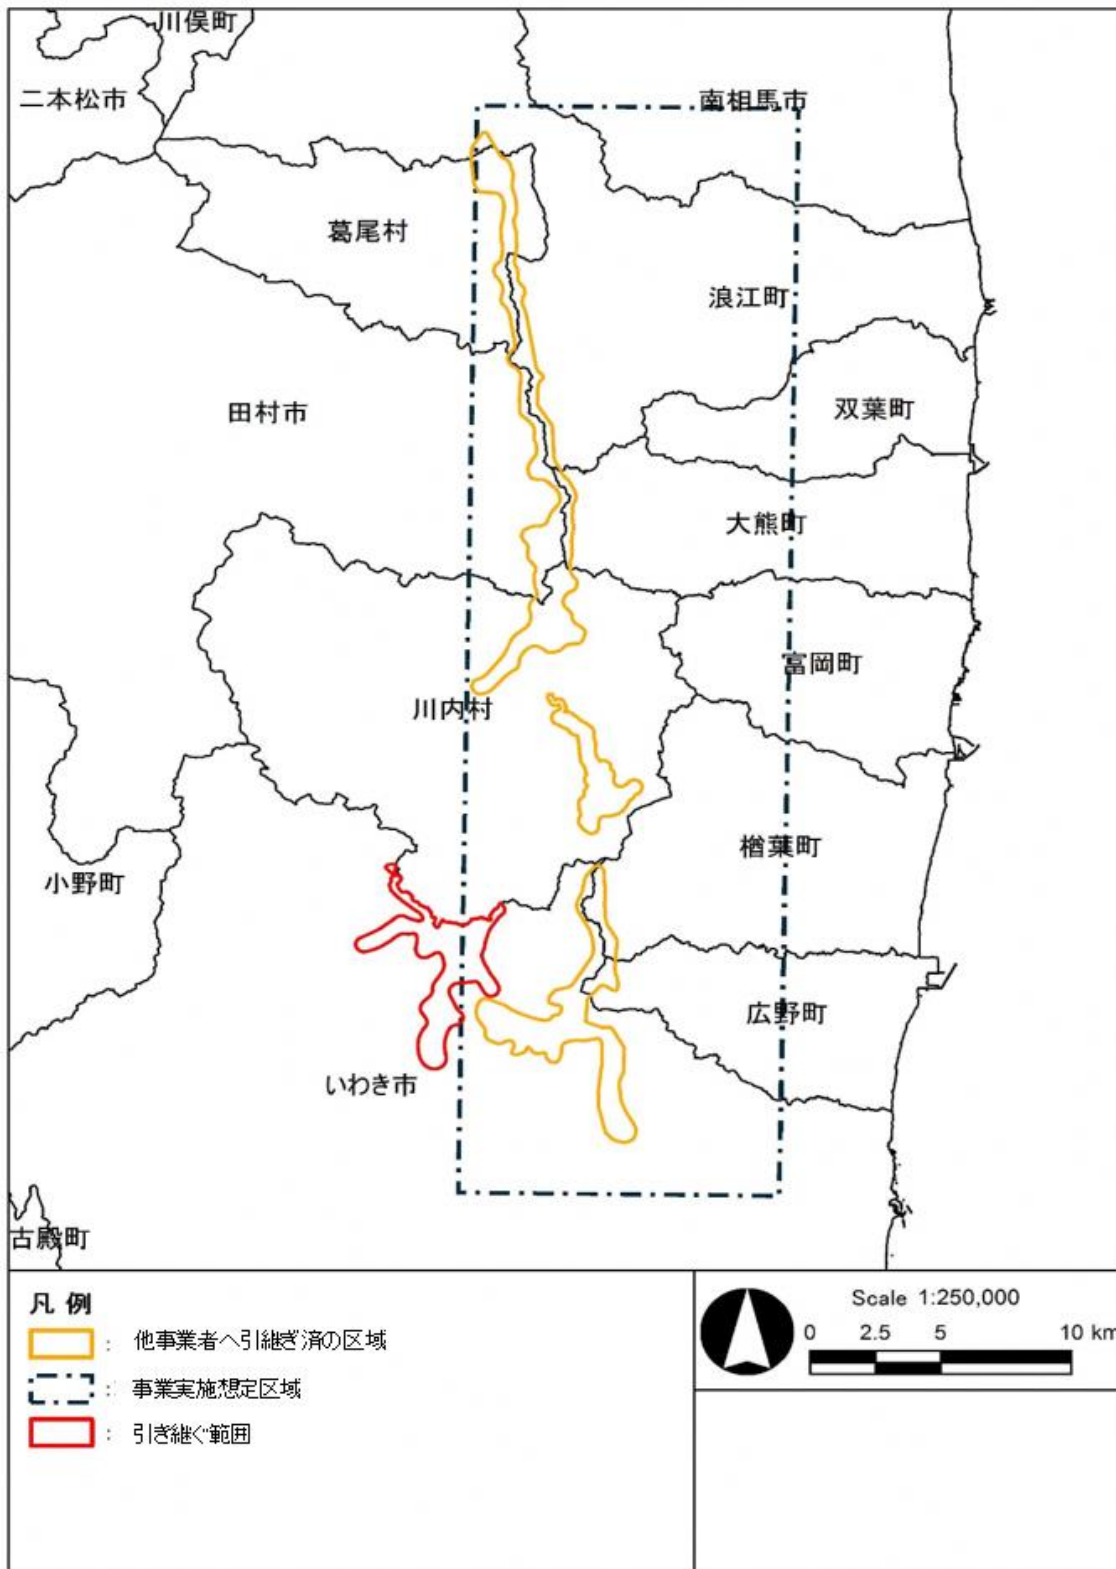 川俣町
二本松市
南相馬市
葛尾村
浪江町
田村市
双葉町
大熊町
富岡町
川内村
楢葉町
小野町
広野町
いわき市
古殿町
凡 例
： 他事業者へ引継ぎ済の区域
： 事業実施想定区域
： 引き継ぐ範囲
Scale 1:250,000
0 2.5 5 10 km